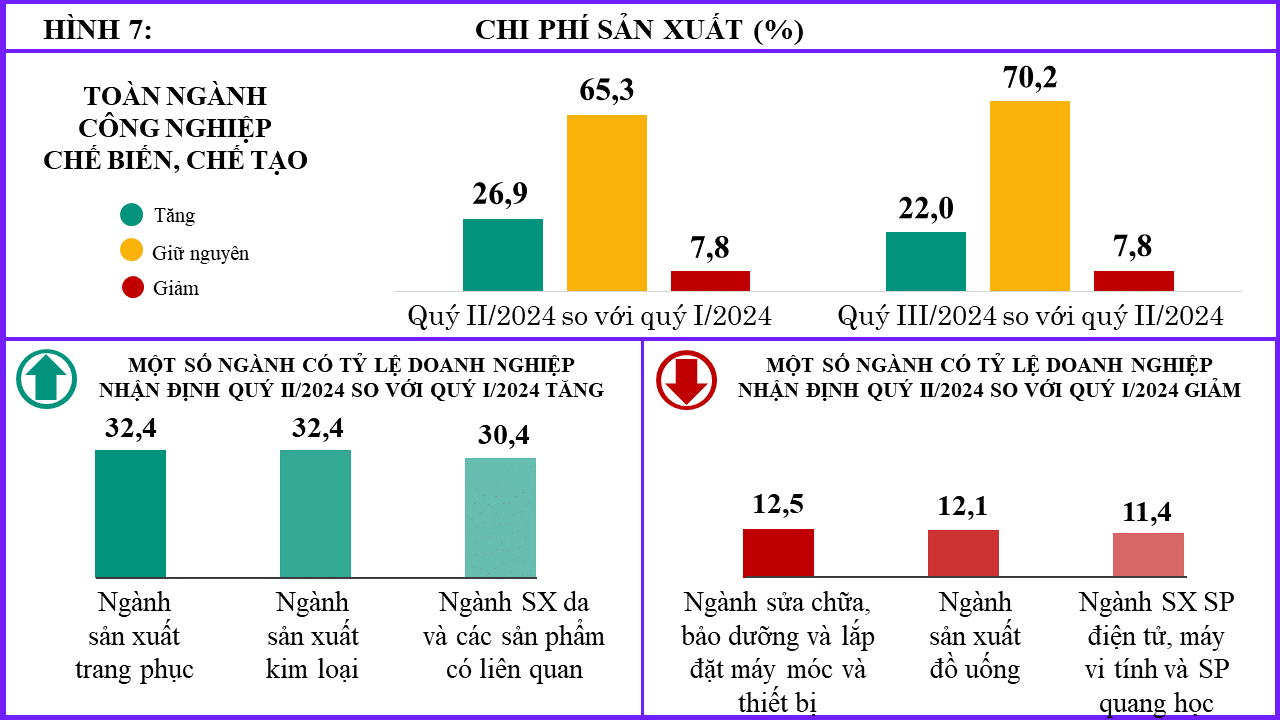 HÌNH 7:
CHI PHÍ SẢN XUẤT (%)
TOÀN NGÀNH
CÔNG NGHIỆP
CHẾ BIẾN, CHẾ TẠO
Tăng
Giữ nguyên
Giảm
26,9
65,3
7,8
22,0
70,2
7,8
Quý II/2024 so với quý I/2024
Quý III/2024 so với quý II/2024
MỘT SỐ NGÀNH CÓ TỶ LỆ DOANH NGHIỆP
NHẬN ĐỊNH QUÝ II/2024 SO VỚI QUÝ I/2024 TĂNG
32,4
32,4
30,4
Ngành
sản xuất
trang phục
Ngành
sản xuất
kim loại
Ngành SX da
và các sản phẩm
có liên quan
MỘT SỐ NGÀNH CÓ TỶ LỆ DOANH NGHIỆP
NHẬN ĐỊNH QUÝ II/2024 SO VỚI QUÝ I/2024 GIẢM
12,5
12,1
11,4
Ngành sửa chữa,
bảo dưỡng và lắp
đặt máy móc và
thiết bị
Ngành
sản xuất
đồ uống
Ngành SX SP
điện tử, máy
vi tính và SP
quang học